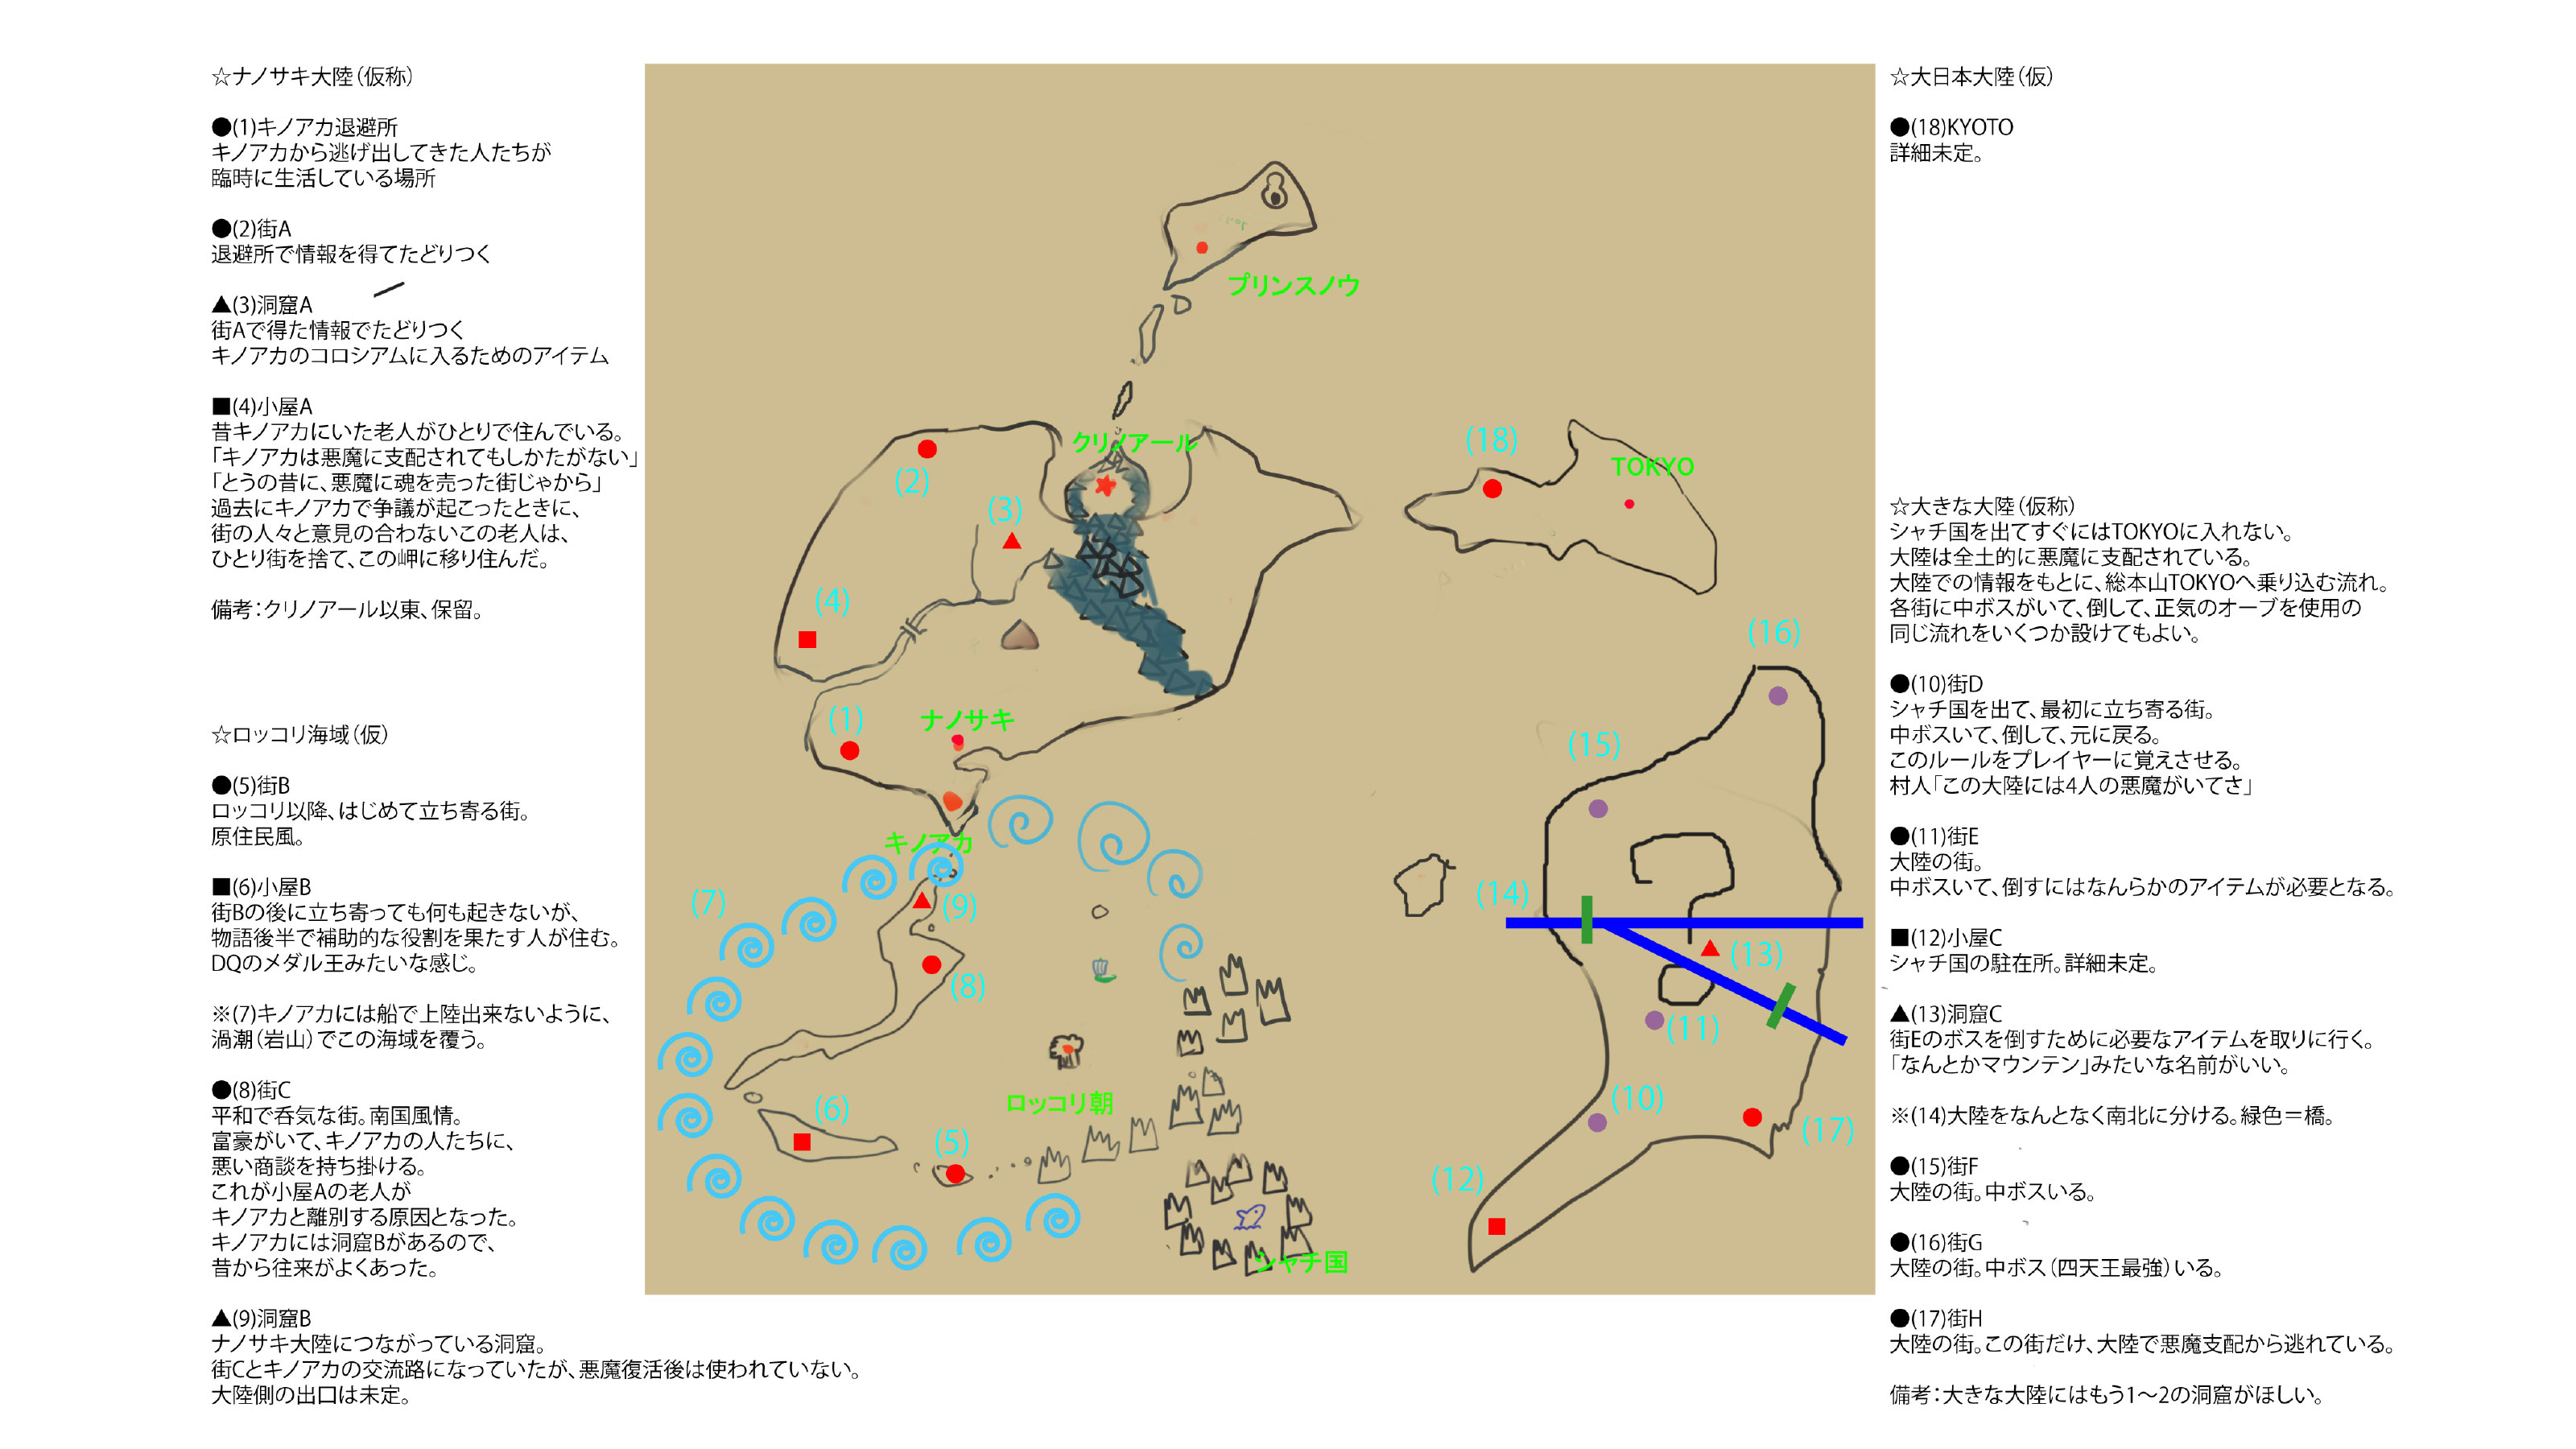 ☆ナノサキ大陸(仮称)
●(1)キノアカ退避所
キノアカから逃げ出してきた人たちが
臨時に生活している場所
●(2)街A
退避所で情報を得てたどりつく
▲(3)洞窟A
街Aで得た情報でたどりつく
キノアカのコロシアムに入るためのアイテム
■(4)小屋A
昔キノアカにいた老人がひとりで住んでいる。
「キノアカは悪魔に支配されてもしかたがない」
「とうの昔に、悪魔に魂を売った街じゃから」
過去にキノアカで争議が起こったときに、
街の人々と意見の合わないこの老人は、
ひとり街を捨て、この岬に移り住んだ。
備考:クリノアール以東、保留。
☆ロッコリ海域(仮)
●(5)街B
ロッコリ以降、はじめて立ち寄る街。
原住民風。
■(6)小屋B
街Bの後に立ち寄っても何も起きないが、
物語後半で補助的な役割を果たす人が住む。
DQのメダル王みたいな感じ。
※(7)キノアカには船で上陸出来ないように、
渦潮(岩山)でこの海域を覆う。
●(8)街C
平和で呑気な街。南国風情。
富豪がいて、キノアカの人たちに、
悪い商談を持ち掛ける。
これが小屋Aの老人が
キノアカと離別する原因となった。
キノアカには洞窟Bがあるので、
昔から往来がよくあった。
▲(9)洞窟B
ナノサキ大陸につながっている洞窟。
街Cとキノアカの交流路になっていたが、悪魔復活後は使われていない。
大陸側の出口は未定。
プリンスノウ
クリノアール
(2)
(3)
(4)
(1)
ナノサキ
キノアカ
(7)
(9)
(8)
ロッコリ朝
(6)
(5)
シャチ国
(18)
TOKYO
(16)
(15)
(14)
(13)
(11)
(10)
(17)
(12)
☆大日本大陸(仮)
●(18)KYOTO
詳細未定。
☆大きな大陸(仮称)
シャチ国を出てすぐにはTOKYOに入れない。
大陸は全土的に悪魔に支配されている。
大陸での情報をもとに、総本山TOKYOへ乗り込む流れ。
各街に中ボスがいて、倒して、正気のオーブを使用の
同じ流れをいくつか設けてもよい。
●(10)街D
シャチ国を出て、最初に立ち寄る街。
中ボスいて、倒して、元に戻る。
このルールをプレイヤーに覚えさせる。
村人「この大陸には4人の悪魔がいてさ」
●(11)街E
大陸の街。
中ボスいて、倒すにはなんらかのアイテムが必要となる。
■(12)小屋C
シャチ国の駐在所。詳細未定。
▲(13)洞窟C
街Eのボスを倒すために必要なアイテムを取りに行く。
「なんとかマウンテン」みたいな名前がいい。
※(14)大陸をなんとなく南北に分ける。緑色=橋。
●(15)街F
大陸の街。中ボスいる。
●(16)街G
大陸の街。中ボス(四天王最強)いる。
●(17)街H
大陸の街。この街だけ、大陸で悪魔支配から逃れている。
備考:大きな大陸にはもう1〜2の洞窟がほしい。